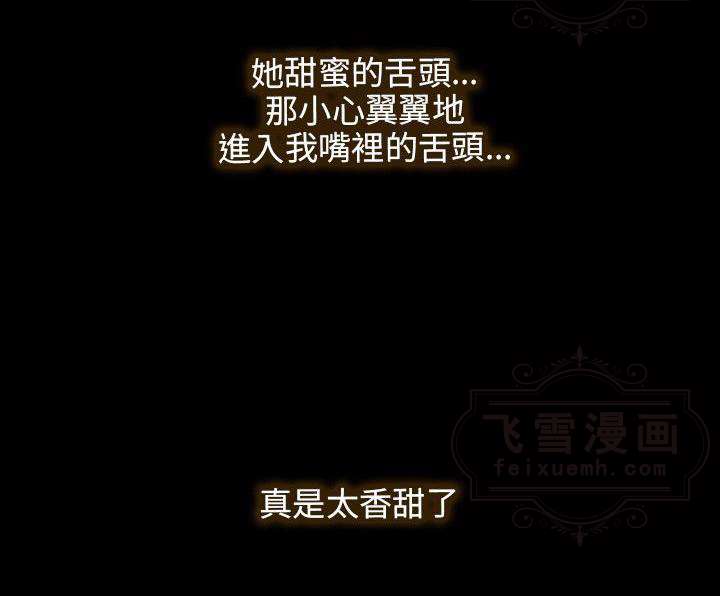 她甜蜜的舌頭...
那小心翼翼地
進入我嘴裡的舌頭...
飞雪漫画
feixuemh.com
真是太香甜了